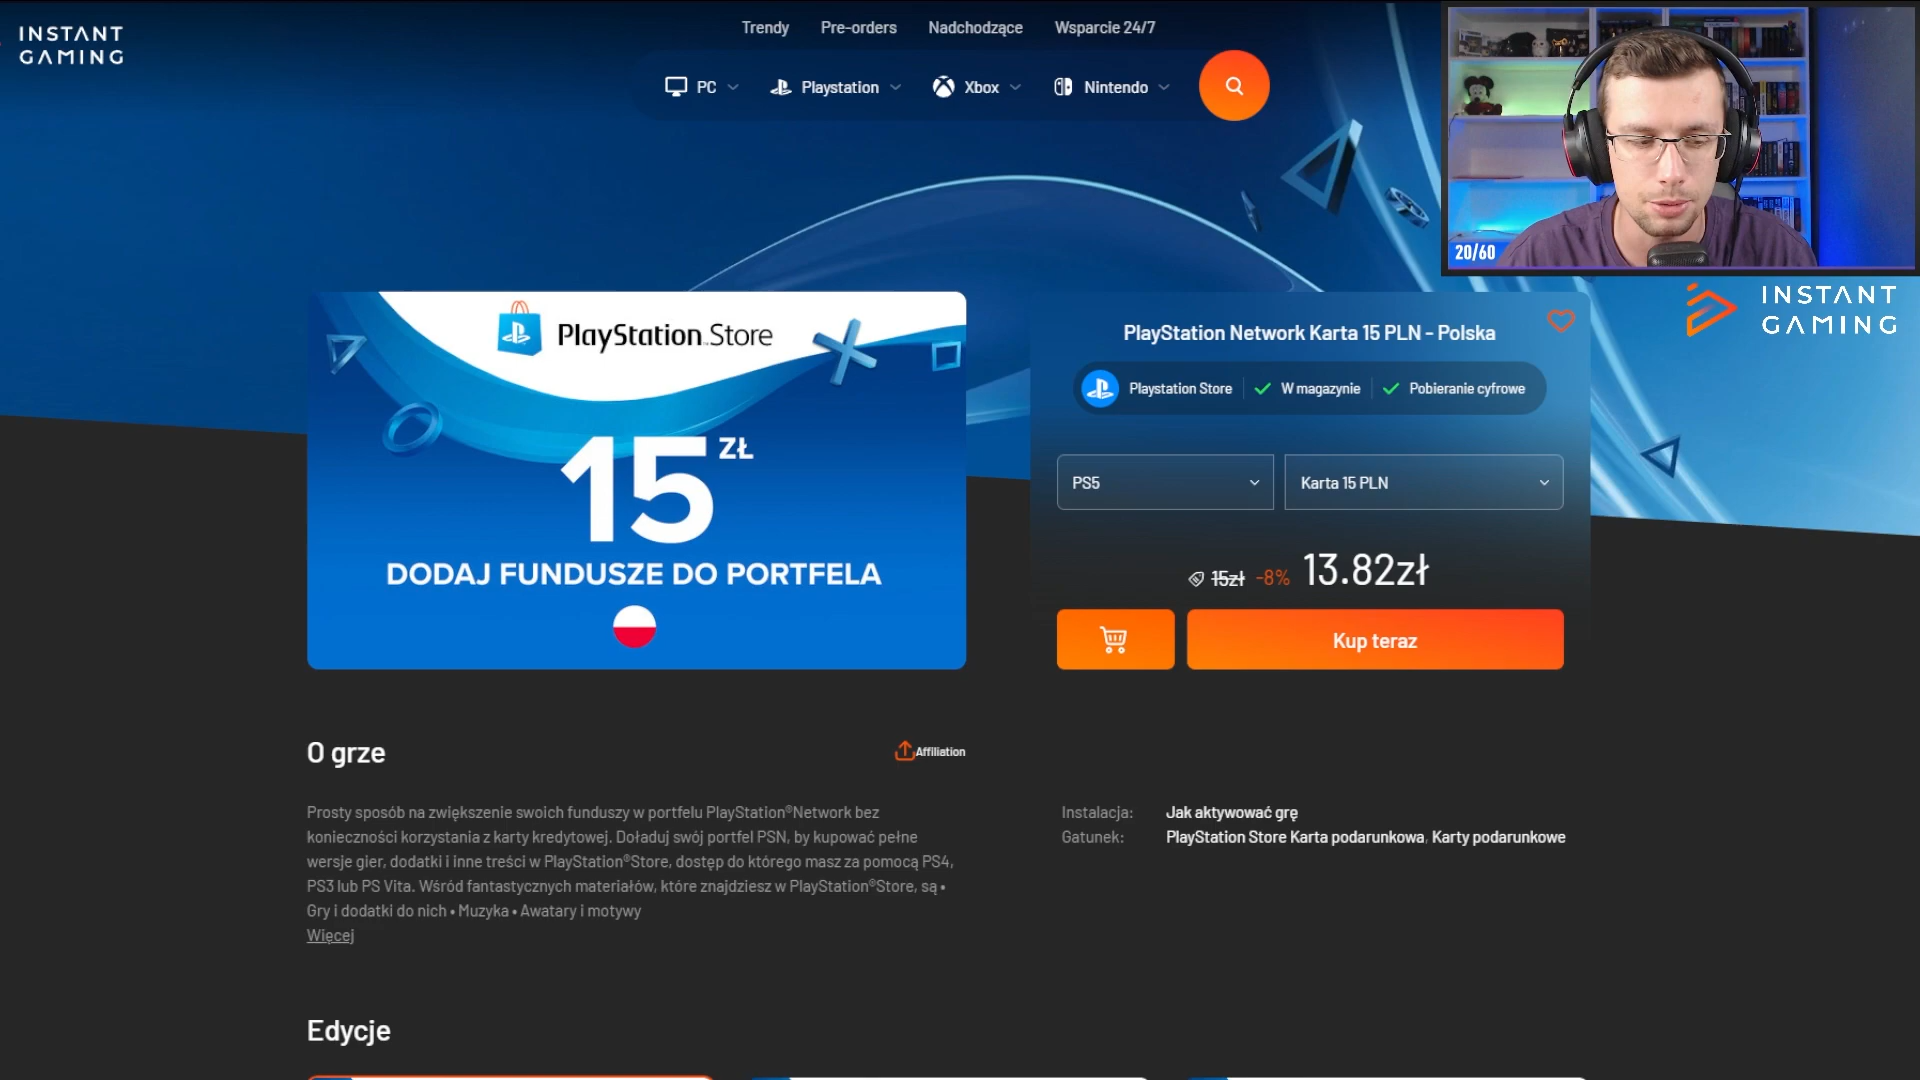 INSTANT
GAMING
Trendy
Pre-orders
Nadchodzące
Wsparcie 24/7
PC
Playstation
Xbox
Nintendo
20/60
INSTANT
GAMING
PlayStation Store
15 ZŁ
DODAJ FUNDUSZE DO PORTFELA
PlayStation Network Karta 15 PLN - Polska
Playstation Store
W magazynie
Pobieranie cyfrowe
PS5
Karta 15 PLN
15zł -8% 13.82zł
Kup teraz
O grze
Affiliation
Prosty sposób na zwiększenie swoich funduszy w portfelu PlayStation®Network bez
konieczności korzystania z karty kredytowej. Doładuj swój portfel PSN, by kupować pełne
wersje gier, dodatki i inne treści w PlayStation®Store, dostęp do którego masz za pomocą PS4,
PS3 lub PS Vita. Wśród fantastycznych materiałów, które znajdziesz w PlayStation®Store, są •
Gry i dodatki do nich • Muzyka • Awatary i motywy
Więcej
Instalacja: Jak aktywować grę
Gatunek: PlayStation Store Karta podarunkowa, Karty podarunkowe
Edycje